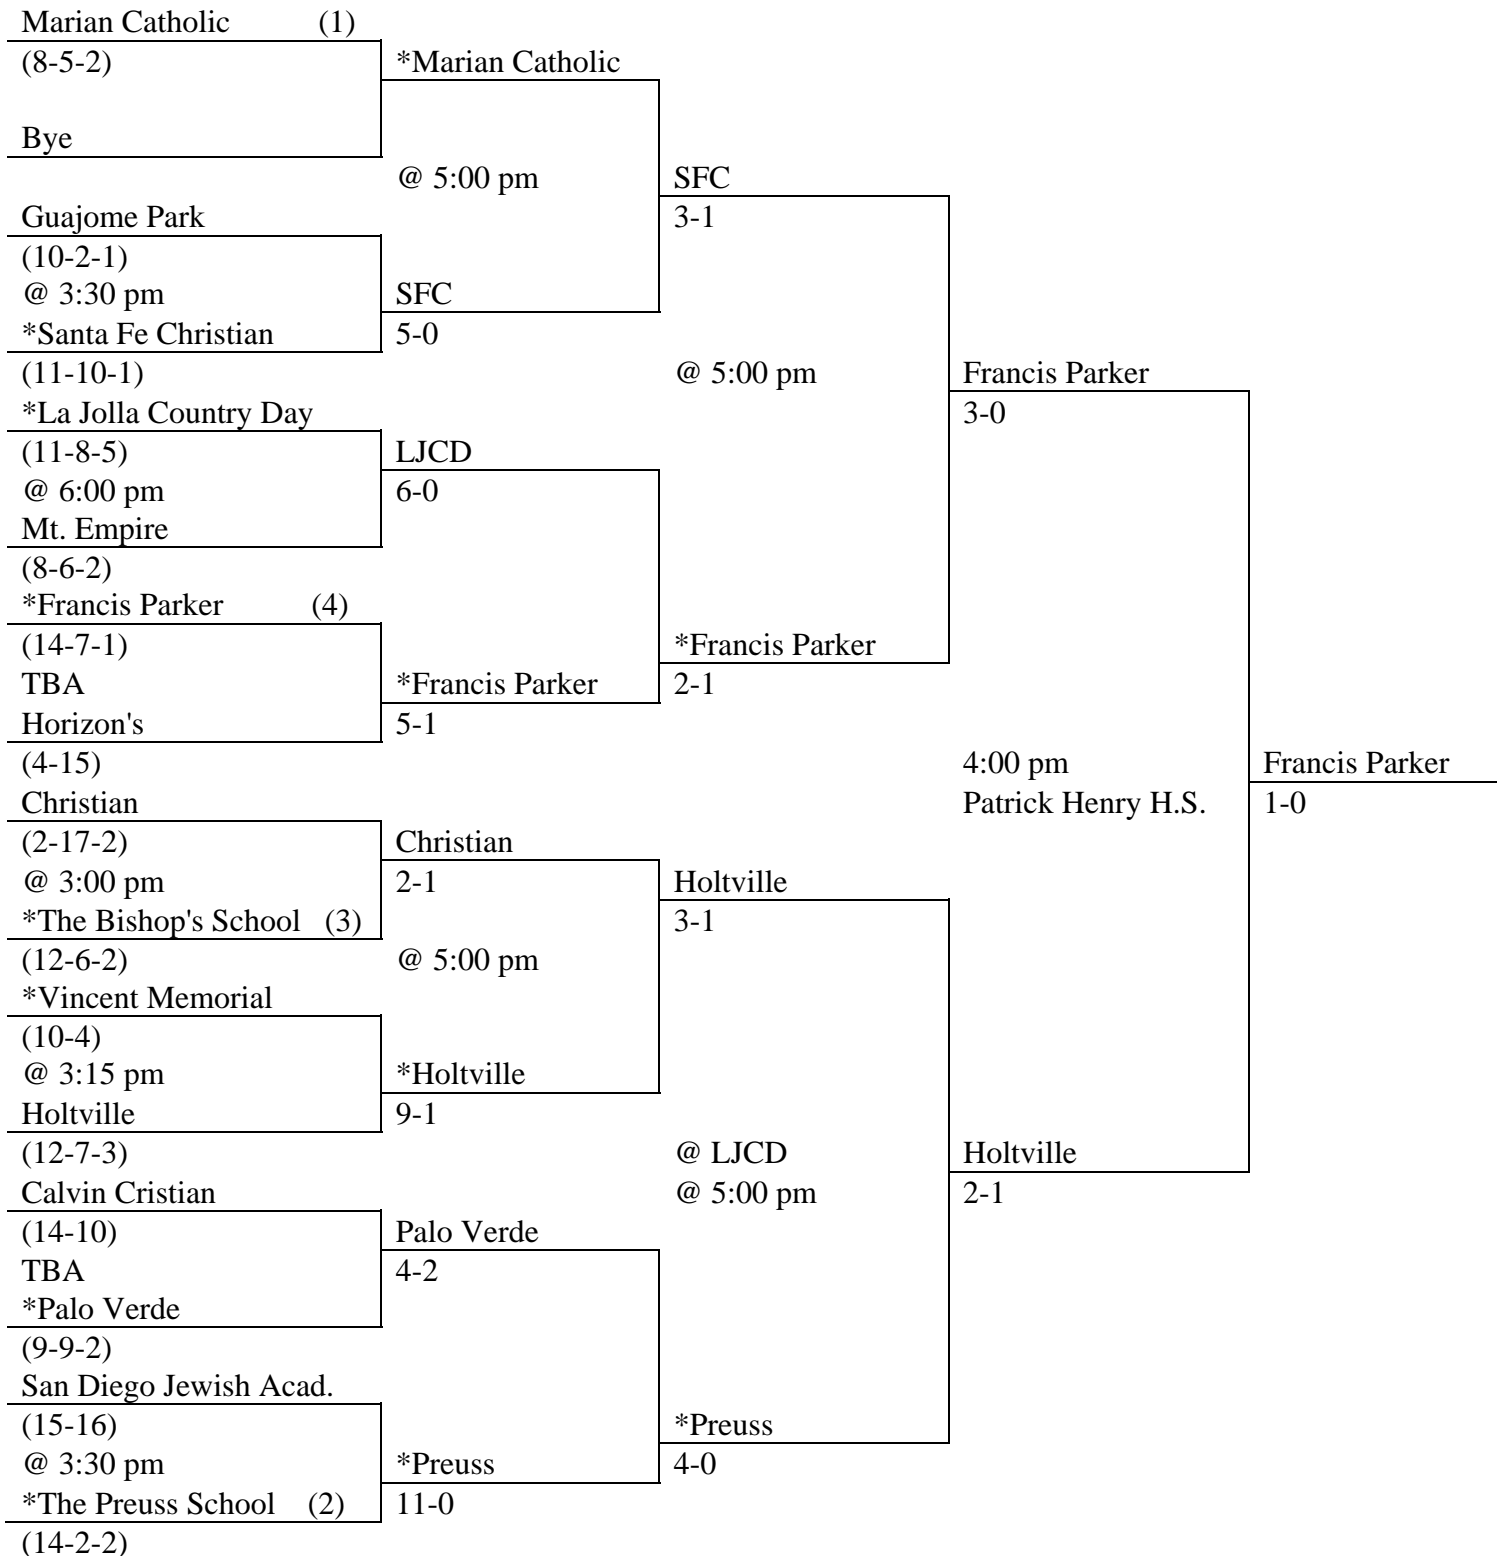 Marian Catholic (1)
(8-5-2)
Bye
Guajome Park
(10-2-1)
@ 3:30 pm
*Santa Fe Christian
(11-10-1)
*La Jolla Country Day
(11-8-5)
@ 6:00 pm
Mt. Empire
(8-6-2)
*Francis Parker (4)
(14-7-1)
TBA
Horizon's
(4-15)
Christian
(2-17-2)
@ 3:00 pm
*The Bishop's School (3)
(12-6-2)
*Vincent Memorial
(10-4)
@ 3:15 pm
Holtville
(12-7-3)
Calvin Cristian
(14-10)
TBA
*Palo Verde
(9-9-2)
San Diego Jewish Acad.
(15-16)
@ 3:30 pm
*The Preuss School (2)
(14-2-2)
*Marian Catholic
@ 5:00 pm
SFC
5-0
LJCD
6-0
*Francis Parker
5-1
Christian
2-1
@ 5:00 pm
*Holtville
9-1
Palo Verde
4-2
*Preuss
11-0
SFC
3-1
@ 5:00 pm
*Francis Parker
2-1
Holtville
3-1
@ LJCD
@ 5:00 pm
*Preuss
4-0
Francis Parker
3-0
4:00 pm
Patrick Henry H.S.
Holtville
2-1
Francis Parker
1-0